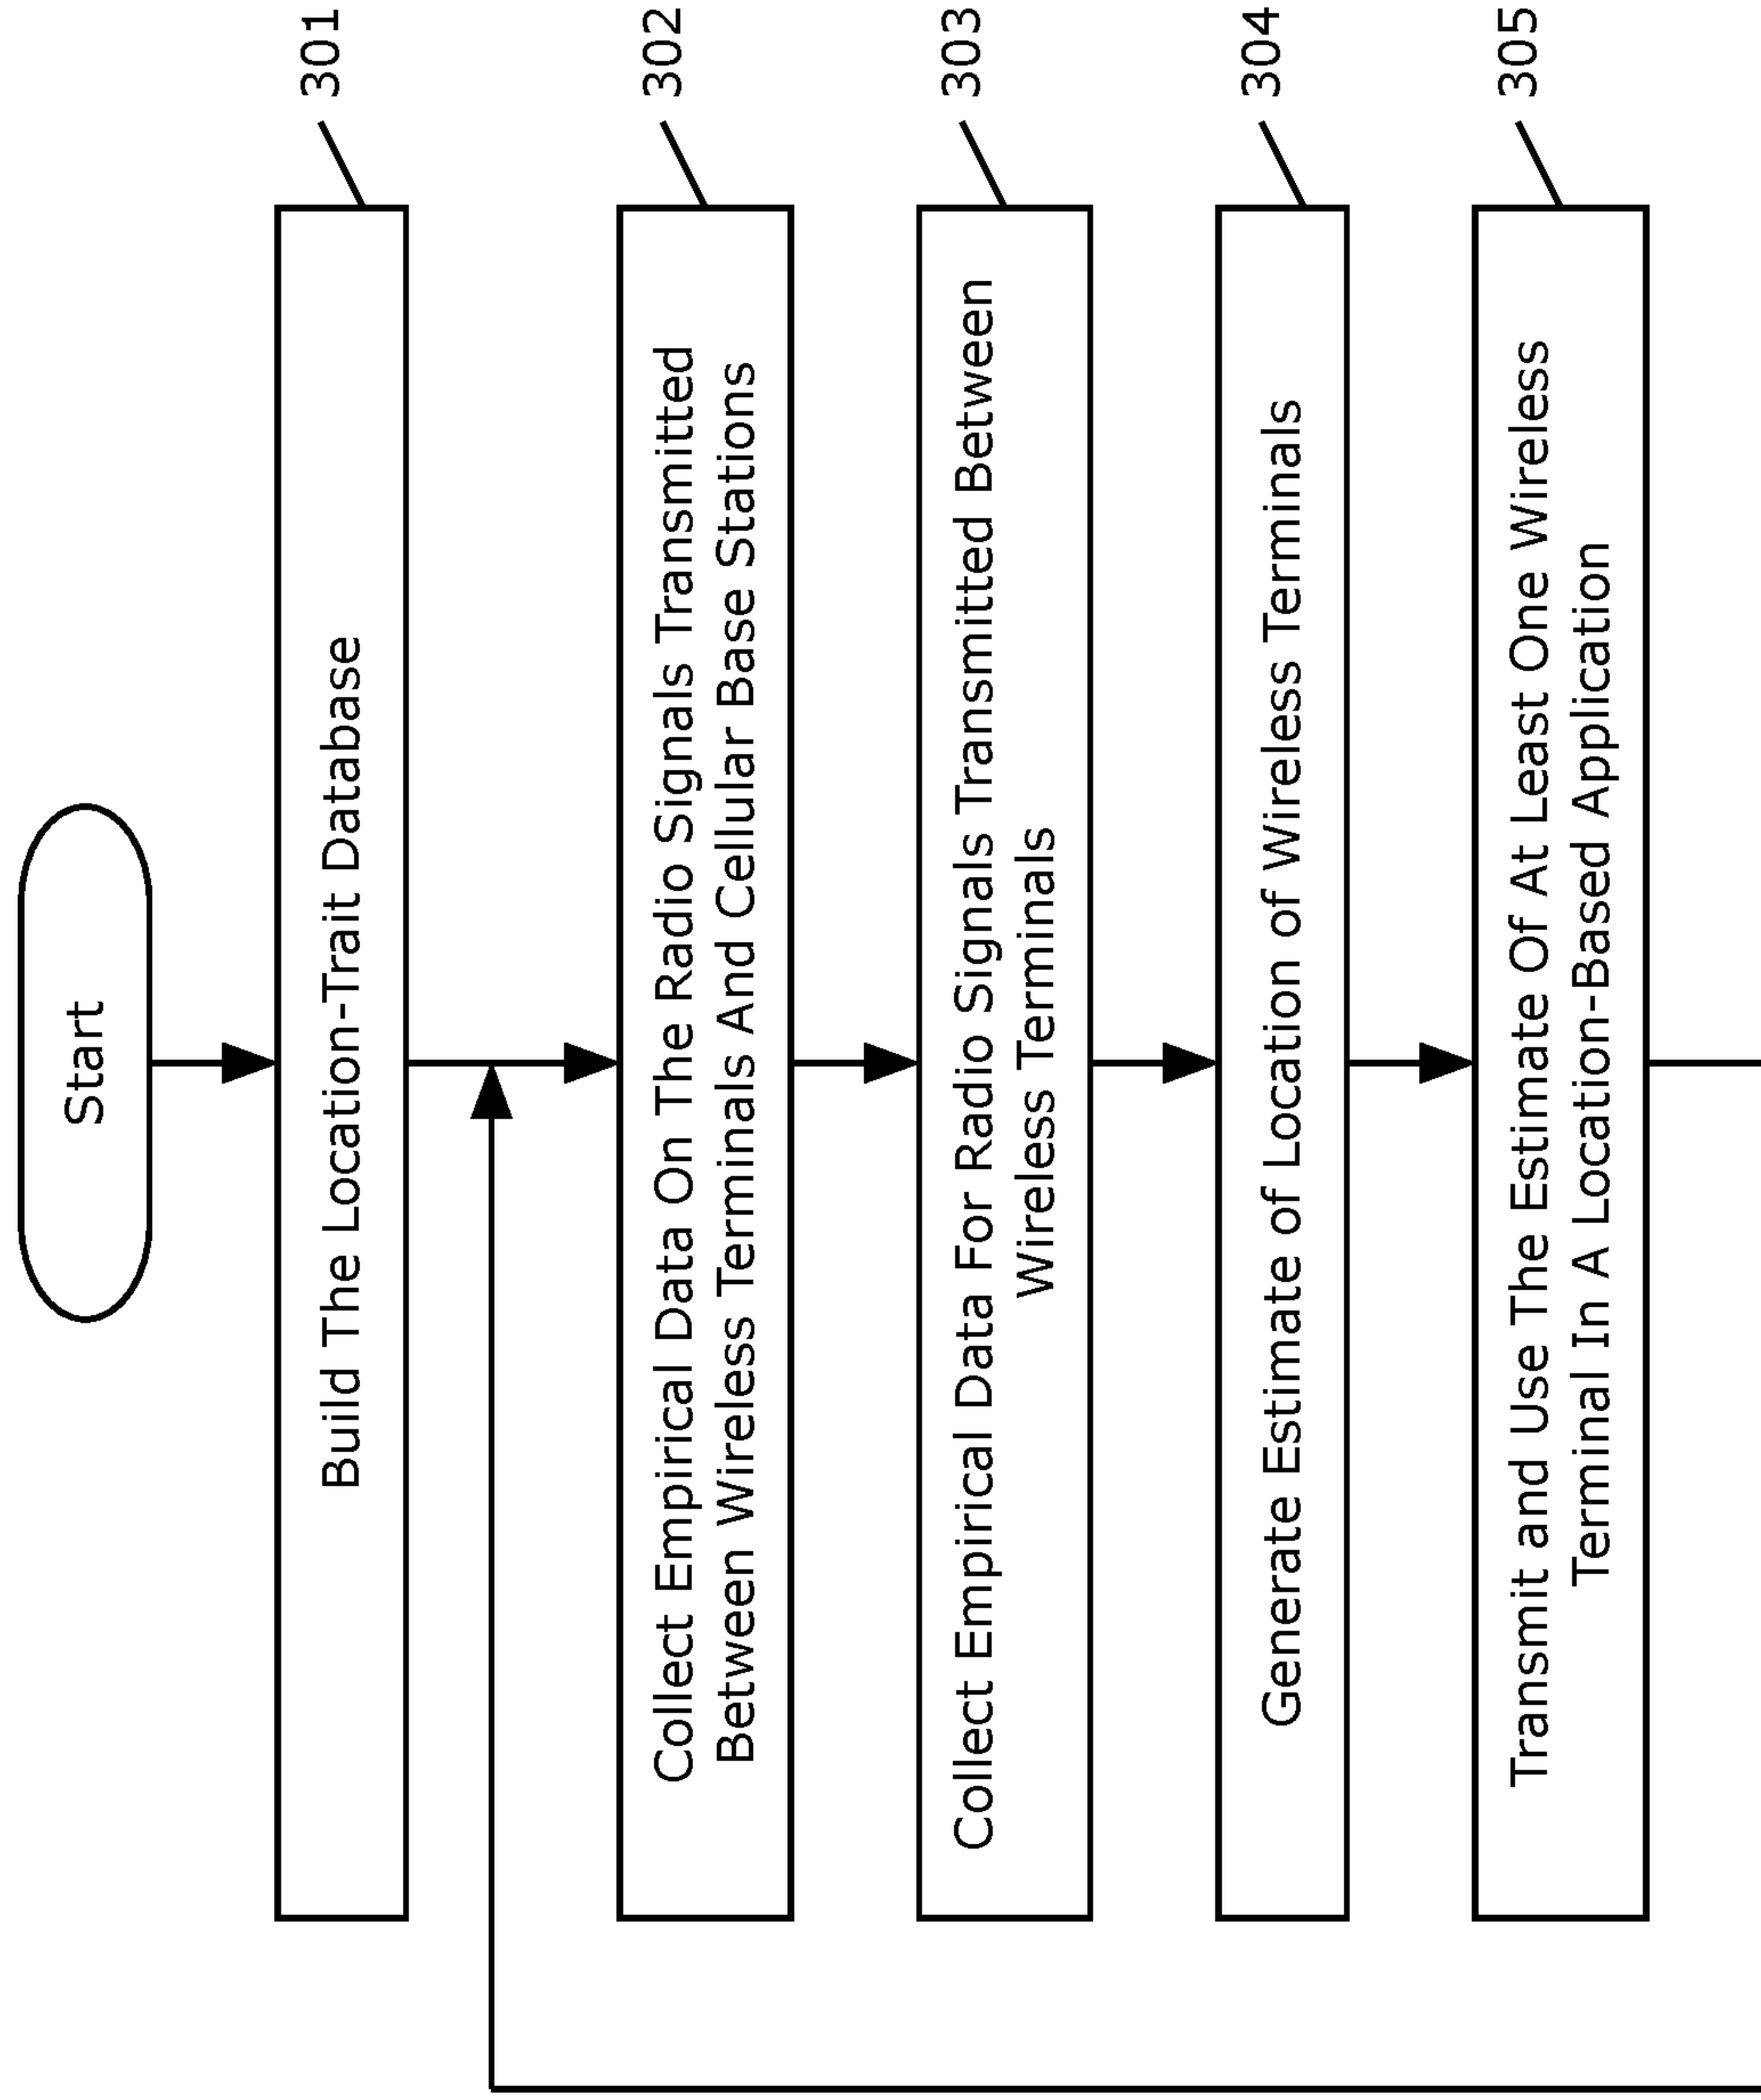 Start
Build The Location-Trait Database
301
Collect Empirical Data On The Radio Signals Transmitted
Between Wireless Terminals And Cellular Base Stations
302
Collect Empirical Data For Radio Signals Transmitted Between
Wireless Terminals
303
Generate Estimate of Location of Wireless Terminals
304
Transmit and Use The Estimate Of At Least One Wireless
Terminal In A Location-Based Application
305